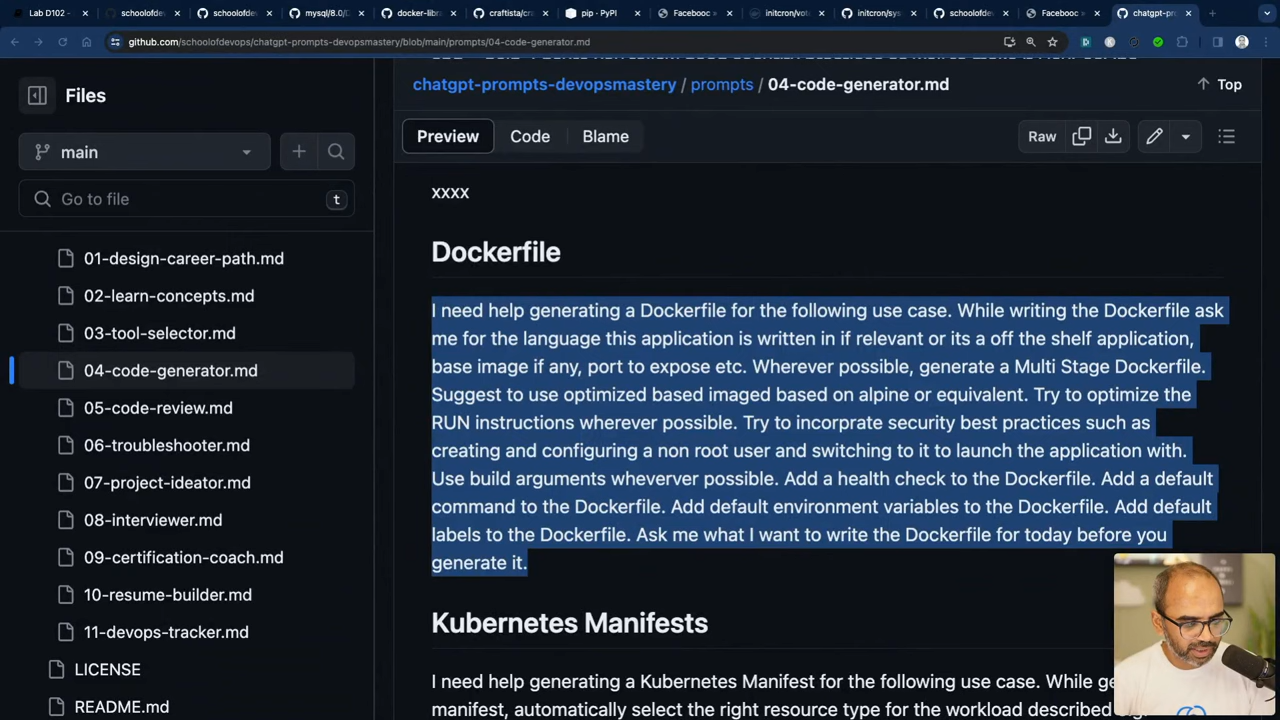 Lab D102 -
schoolofd
schoolofde
mysql/8.0/D
docker-libra
craftista/cra
pip · PyPI
Facebooc
initcron/vote
initcron/sys
schoolofde
Facebooc
chatgpt-pro
github.com/schoolofdevops/chatgpt-prompts-devopsmastery/blob/main/prompts/04-code-generator.md
Files
main
Go to file
t
01-design-career-path.md
02-learn-concepts.md
03-tool-selector.md
04-code-generator.md
05-code-review.md
06-troubleshooter.md
07-project-ideator.md
08-interviewer.md
09-certification-coach.md
10-resume-builder.md
11-devops-tracker.md
LICENSE
README.md
chatgpt-prompts-devopsmastery / prompts / 04-code-generator.md
Top
Preview
Code
Blame
Raw
xxxx
Dockerfile
I need help generating a Dockerfile for the following use case. While writing the Dockerfile ask
me for the language this application is written in if relevant or its a off the shelf application,
base image if any, port to expose etc. Wherever possible, generate a Multi Stage Dockerfile.
Suggest to use optimized based imaged based on alpine or equivalent. Try to optimize the
RUN instructions wherever possible. Try to incorprate security best practices such as
creating and configuring a non root user and switching to it to launch the application with.
Use build arguments wheverver possible. Add a health check to the Dockerfile. Add a default
command to the Dockerfile. Add default environment variables to the Dockerfile. Add default
labels to the Dockerfile. Ask me what I want to write the Dockerfile for today before you
generate it.
Kubernetes Manifests
I need help generating a Kubernetes Manifest for the following use case. While ge
manifest, automatically select the right resource type for the workload described